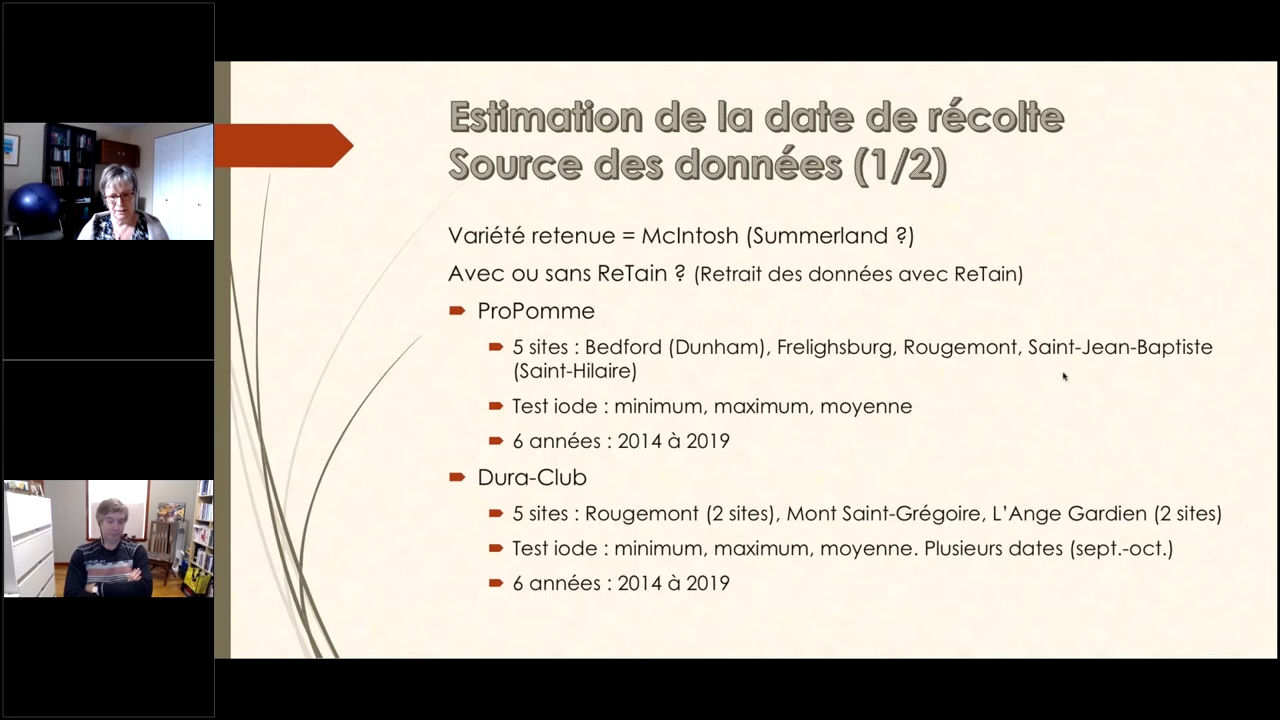 Estimation de la date de récolte
Source des données (1/2)
Variété retenue = McIntosh (Summerland ?)
Avec ou sans ReTain ? (Retrait des données avec ReTain)
ProPomme
5 sites : Bedford (Dunham), Frelighsburg, Rougemont, Saint-Jean-Baptiste
(Saint-Hilaire)
Test iode : minimum, maximum, moyenne
6 années : 2014 à 2019
Dura-Club
5 sites : Rougemont (2 sites), Mont Saint-Grégoire, L'Ange Gardien (2 sites)
Test iode : minimum, maximum, moyenne. Plusieurs dates (sept.-oct.)
6 années : 2014 à 2019